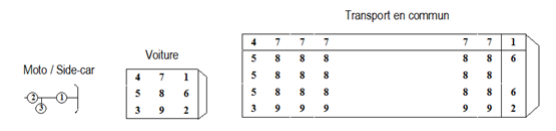 Transport en commun
Voiture
Moto / Side-car
4 7 7 7 7 7 1
5 8 8 8 8 8 6
5 8 8 8 8 8
5 8 8 8 8 8 6
3 9 9 9 9 9 2
4 7 1
5 8 6
3 9 2
2 1
3